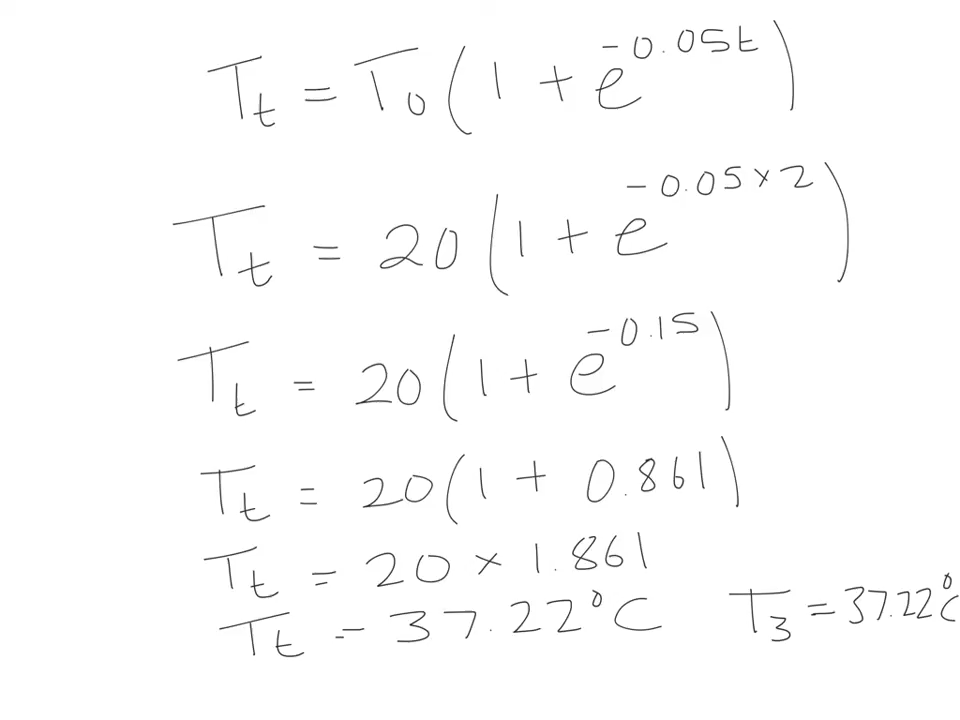 T_t = T_0(1 + e^{-0.05t})
T_t = 20(1 + e^{-0.05×2})
T_t = 20(1 + e^{-0.15})
T_t = 20(1 + 0.861)
T_t = 20 × 1.861
T_t = 37.22°C T_3 = 37.22°C